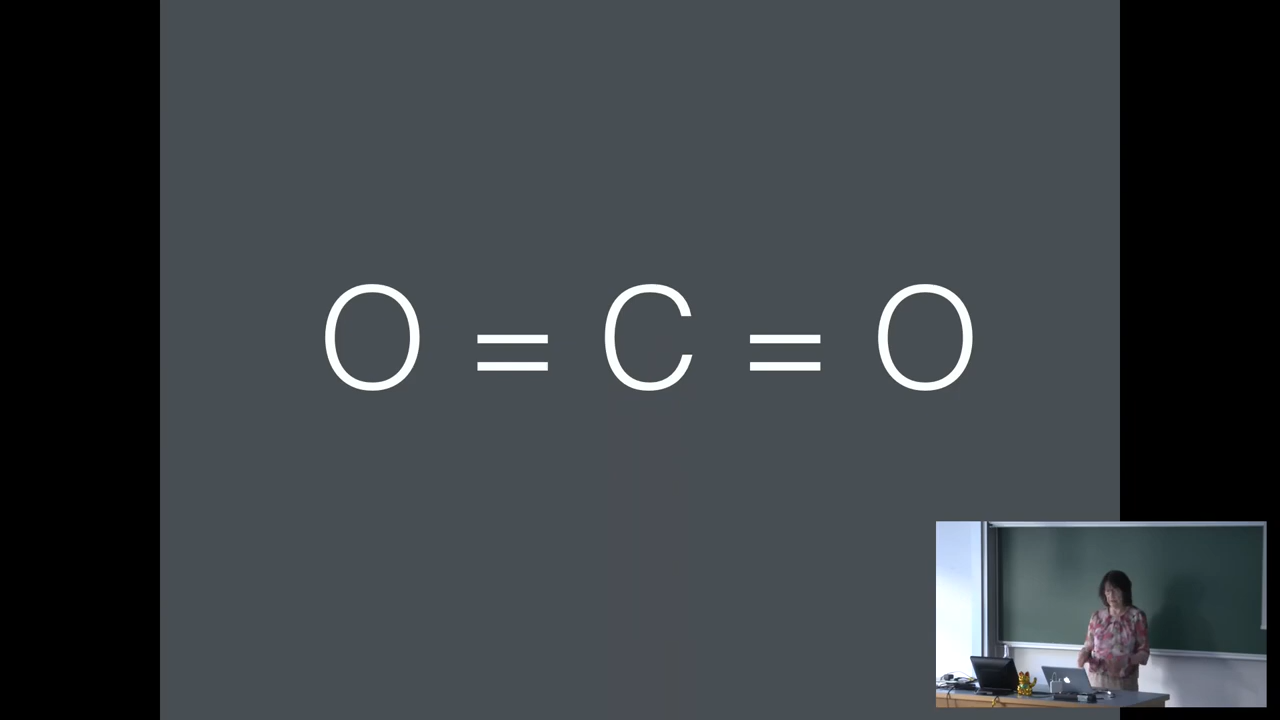 O = C = O